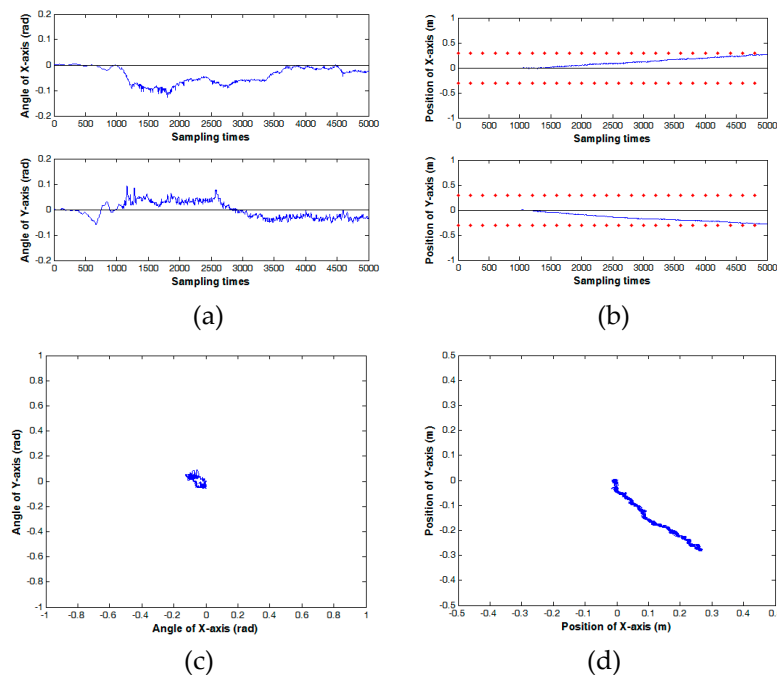 0.2
0.1
0
-0.1
-0.2
Angle of X-axis (rad)
0 500 1000 1500 2000 2500 3000 3500 4000 4500 5000
Sampling times
0.2
0.1
0
0.1
0.2
Angle of Y-axis (rad)
0 500 1000 1500 2000 2500 3000 3500 4000 4500 5000
Sampling times
(a)
1
0.5
0
-0.5
-1
Position of X-axis (m)
0 500 1000 1500 2000 2500 3000 3500 4000 4500 5000
Sampling times
1
0.5
0
-0.5
-1
Position of Y-axis (m)
0 500 1000 1500 2000 2500 3000 3500 4000 4500 5000
Sampling times
(b)
1
0.8
0.6
0.4
0.2
0
-0.2
-0.4
-0.6
-0.8
-1
Angle of Y-axis (rad)
-1 -0.8 -0.6 -0.4 -0.2 0 0.2 0.4 0.6 0.8 1
Angle of X-axis (rad)
(c)
0.5
0.4
0.3
0.2
0.1
0
-0.1
-0.2
-0.3
-0.4
-0.5
Position of Y-axis (m)
-0.5 -0.4 -0.3 -0.2 -0.1 0 0.1 0.2 0.3 0.4 0.5
Position of X-axis (m)
(d)